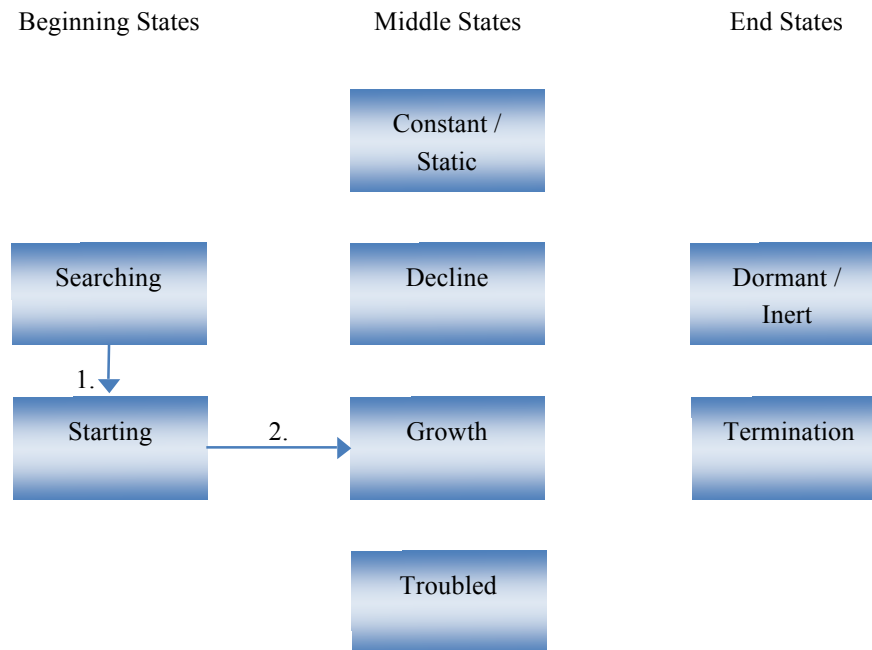 Beginning States
Middle States
End States
Constant /
Static
Searching
Decline
Dormant /
Inert
1.
Starting
2.
Growth
Termination
Troubled